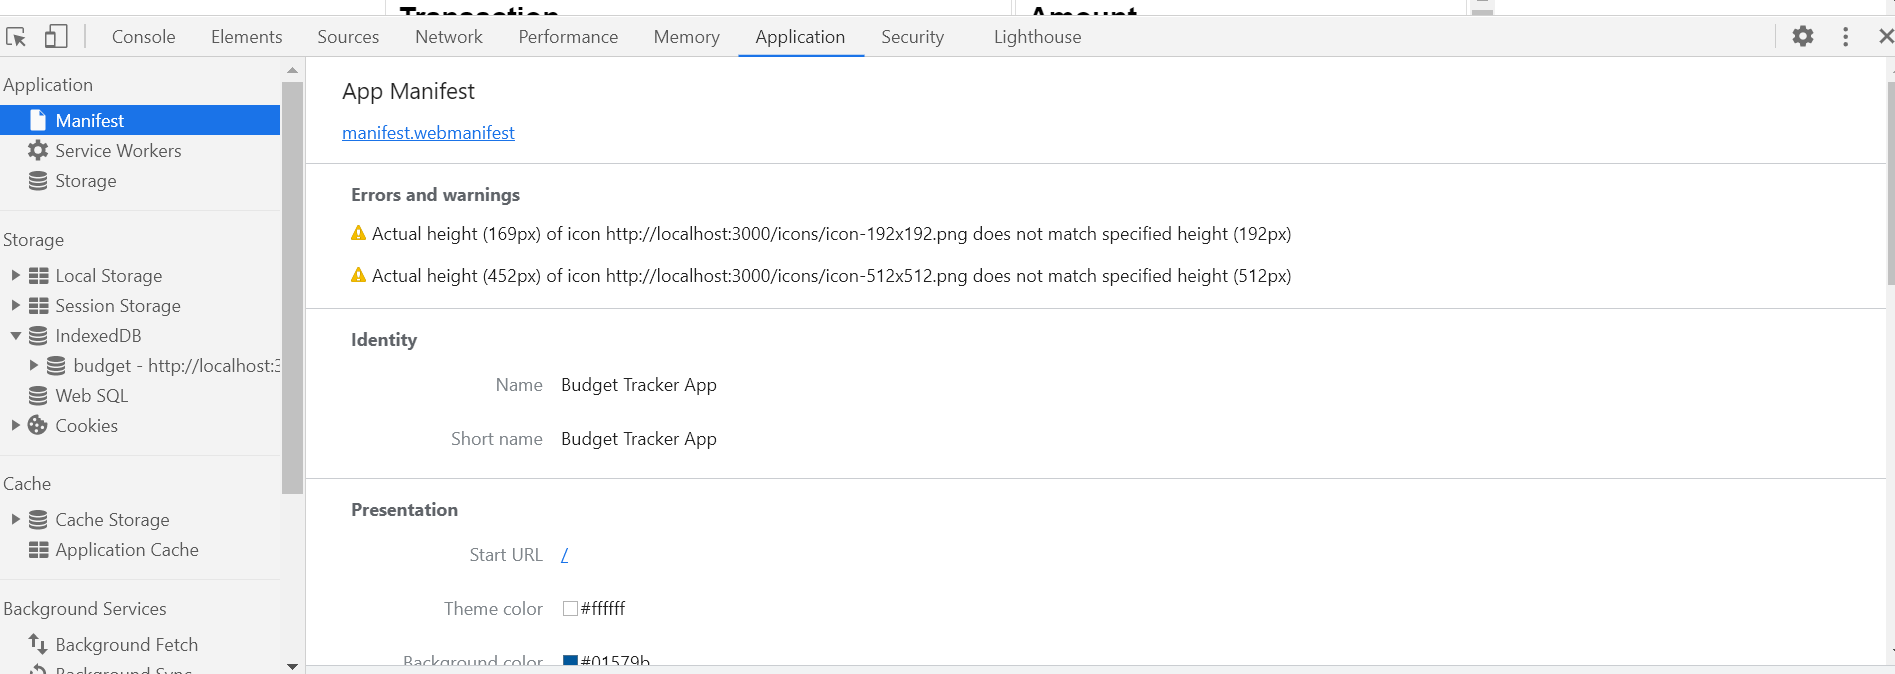 Transaction Amount
Console Elements Sources Network Performance Memory Application Security Lighthouse
Application
Manifest
Service Workers
Storage
Storage
Local Storage
Session Storage
IndexedDB
budget - http://localhost:3
Web SQL
Cookies
Cache
Cache Storage
Application Cache
Background Services
Background Fetch
Background Sync
App Manifest
manifest.webmanifest
Errors and warnings
Actual height (169px) of icon http://localhost:3000/icons/icon-192x192.png does not match specified height (192px)
Actual height (452px) of icon http://localhost:3000/icons/icon-512x512.png does not match specified height (512px)
Identity
Name Budget Tracker App
Short name Budget Tracker App
Presentation
Start URL /
Theme color #ffffff
Background color #01579b